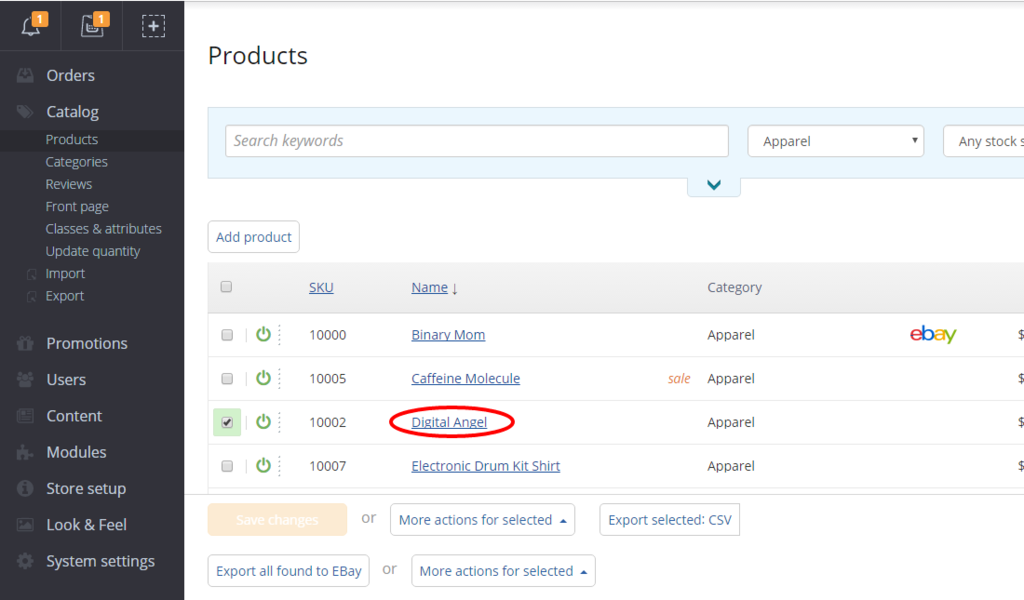 1
1
Orders
Catalog
Products
Categories
Reviews
Front page
Classes & attributes
Update quantity
Import
Export
Promotions
Users
Content
Modules
Store setup
Look & Feel
System settings
Products
Search keywords Apparel Any stock s
Add product
SKU Name ↓ Category
10000 Binary Mom Apparel ebay $
10005 Caffeine Molecule sale Apparel $
10002 Digital Angel Apparel $
10007 Electronic Drum Kit Shirt Apparel $
Save changes or More actions for selected Export selected: CSV
Export all found to EBay or More actions for selected